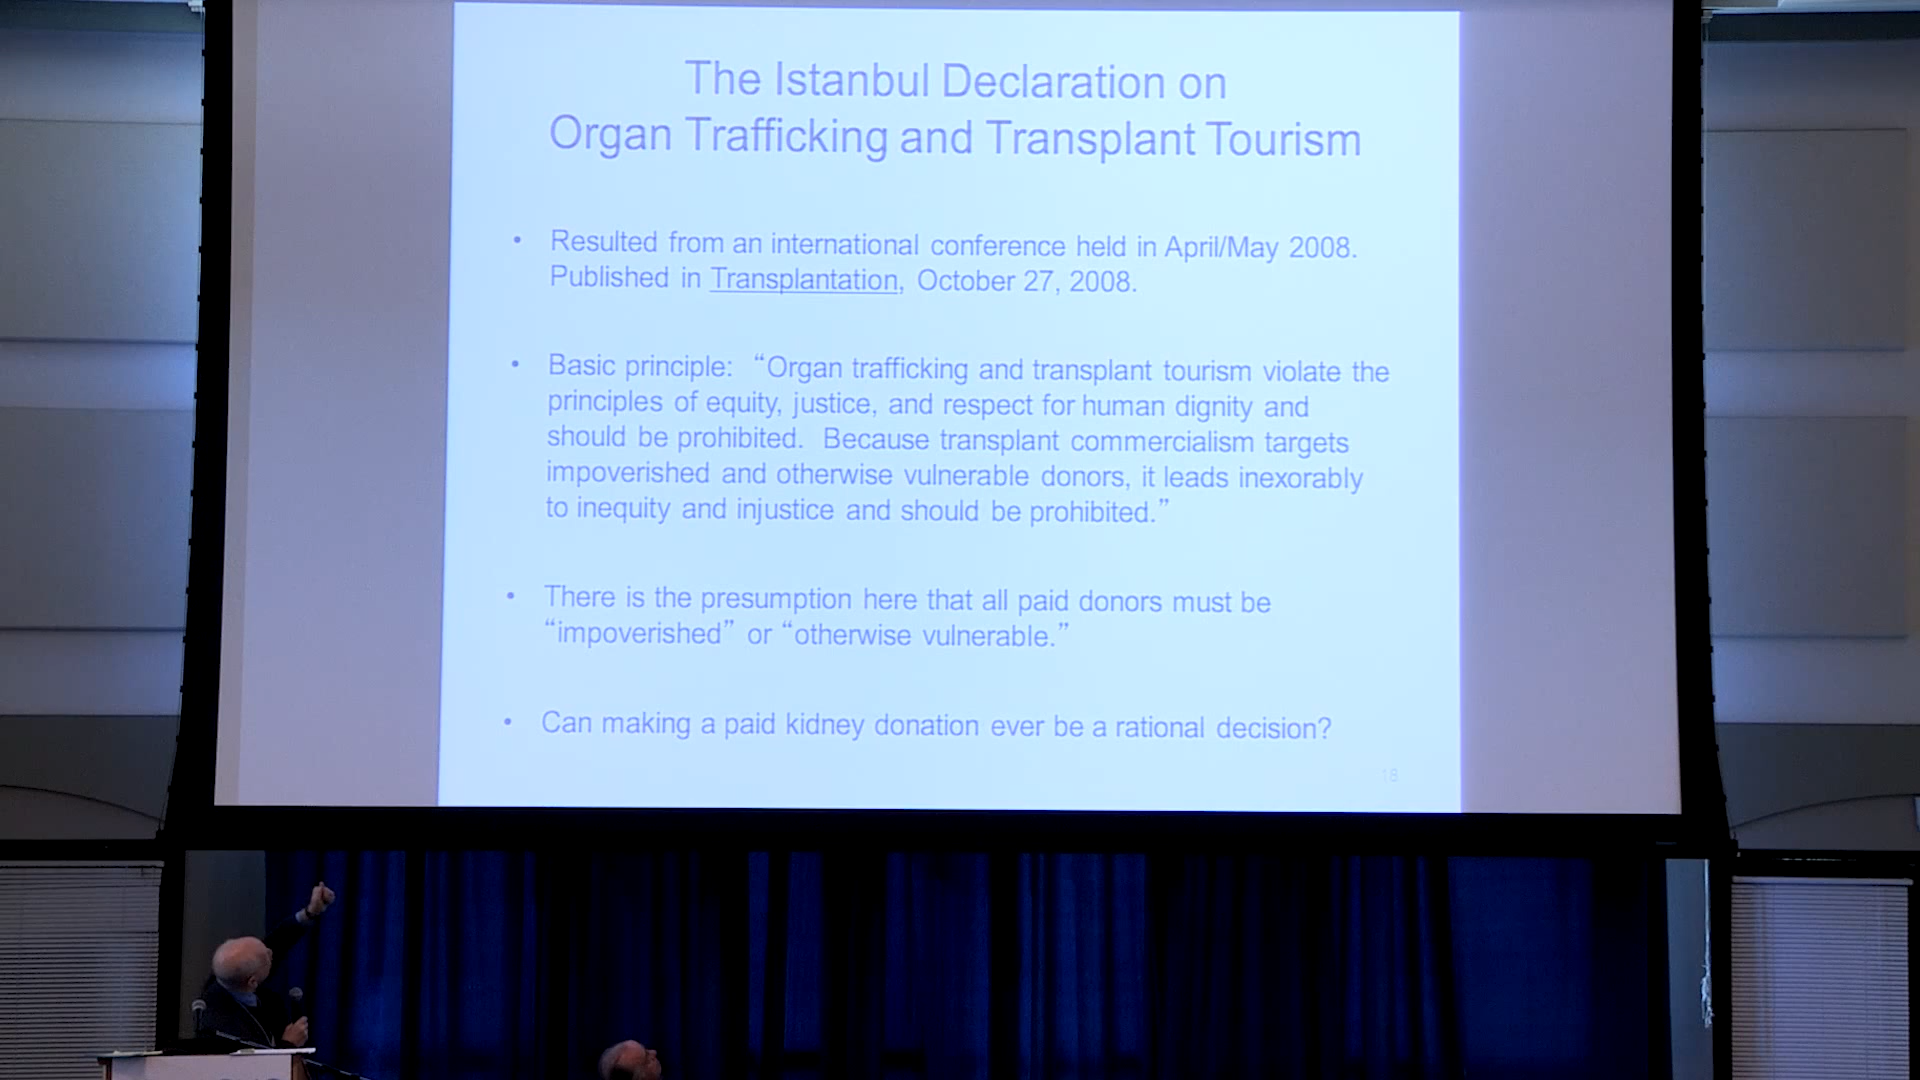 The Istanbul Declaration on
Organ Trafficking and Transplant Tourism
• Resulted from an international conference held in April/May 2008.
Published in Transplantation, October 27, 2008.
• Basic principle: “Organ trafficking and transplant tourism violate the
principles of equity, justice, and respect for human dignity and
should be prohibited. Because transplant commercialism targets
impoverished and otherwise vulnerable donors, it leads inexorably
to inequity and injustice and should be prohibited.”
• There is the presumption here that all paid donors must be
“impoverished” or “otherwise vulnerable.”
• Can making a paid kidney donation ever be a rational decision?
18